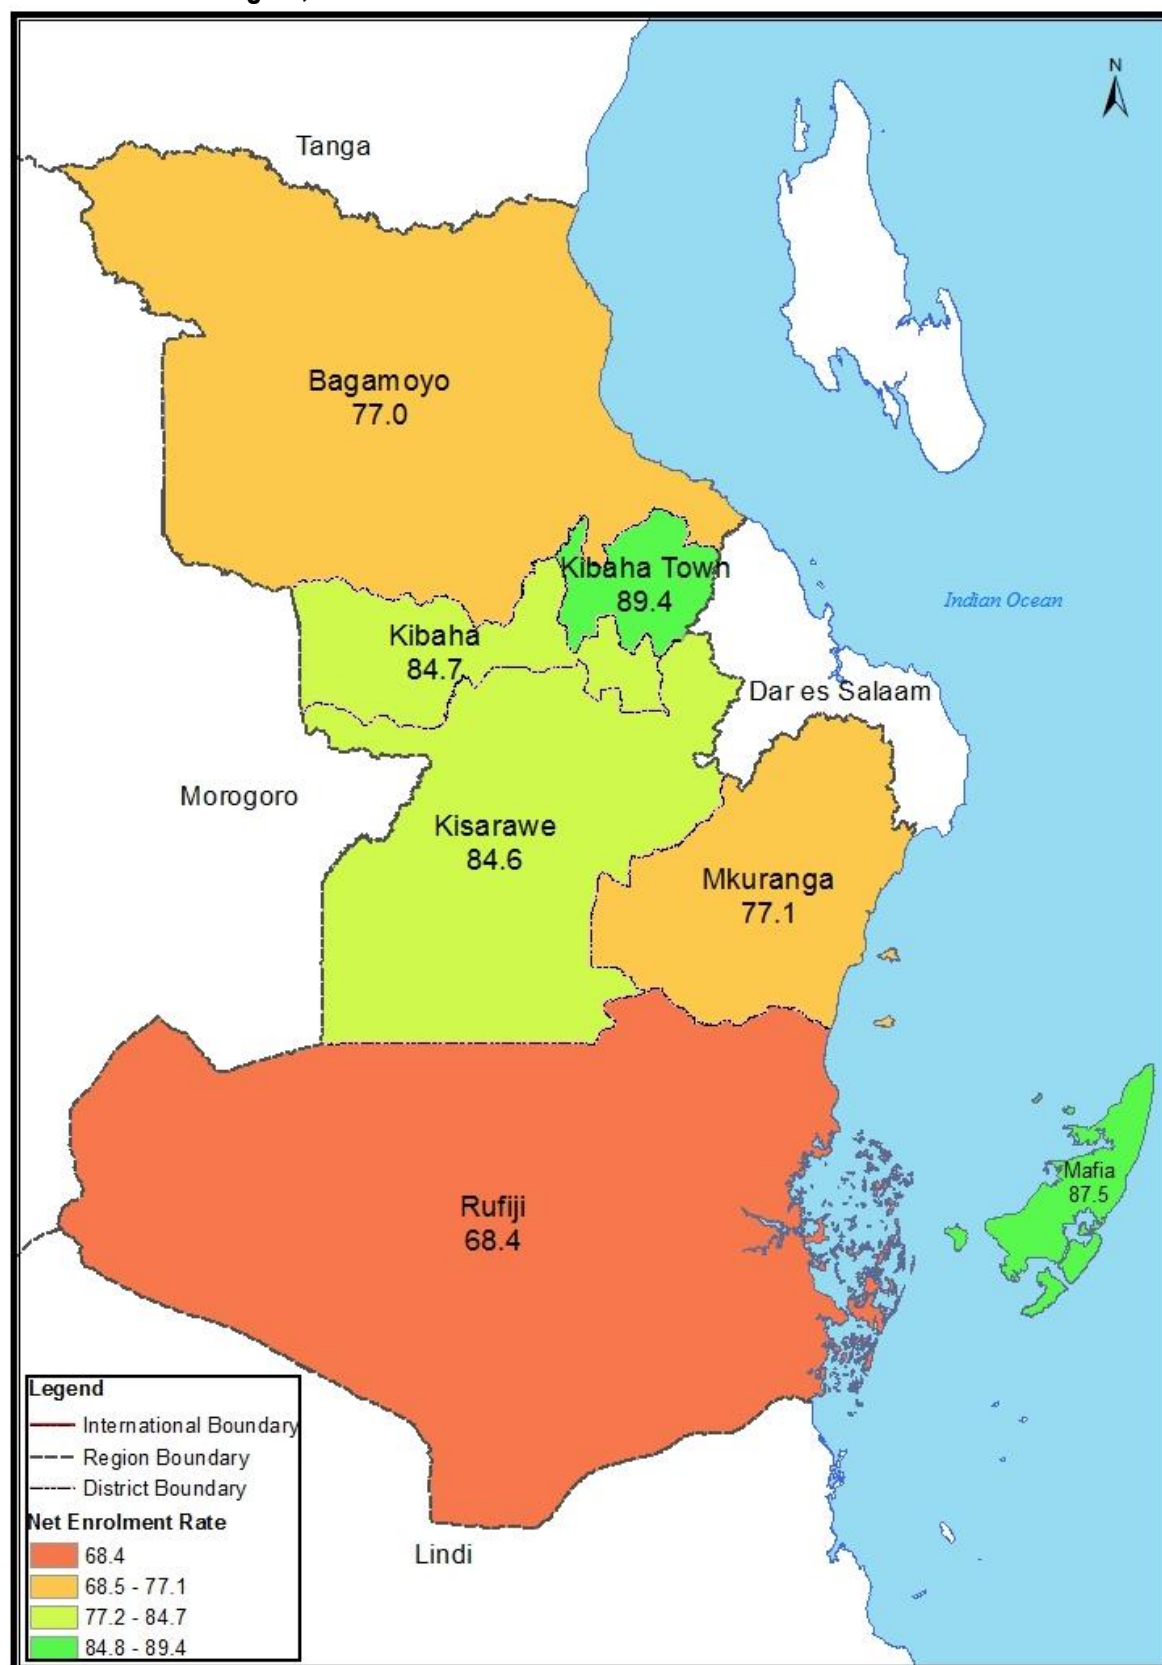 N
Tanga
Bagamoyo
77.0
Kibaha Town
89.4
Indian Ocean
Kibaha
84.7
Dar es Salaam
Morogoro
Kisarawe
84.6
Mkuranga
77.1
Mafia
87.5
Rufiji
68.4
Legend
International Boundary
Region Boundary
District Boundary
Net Enrolment Rate
68.4
68.5 - 77.1
77.2 - 84.7
84.8 - 89.4
Lindi